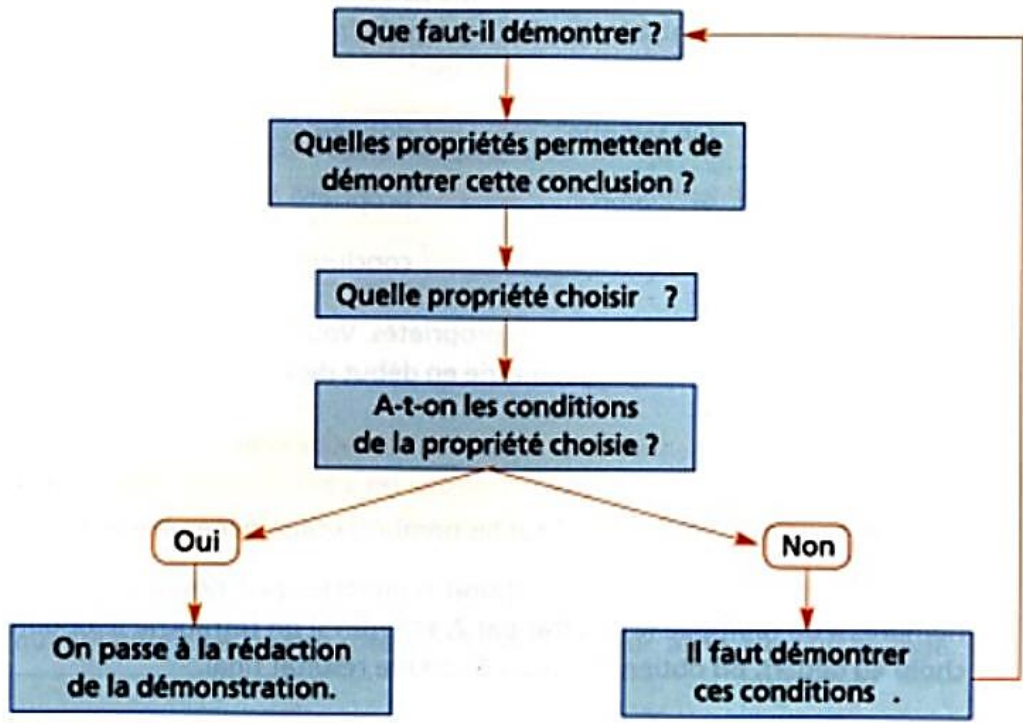 Que faut-il démontrer ?
Quelles propriétés permettent de
démontrer cette conclusion ?
Quelle propriété choisir ?
A-t-on les conditions
de la propriété choisie ?
Oui
Non
On passe à la rédaction
de la démonstration.
Il faut démontrer
ces conditions .